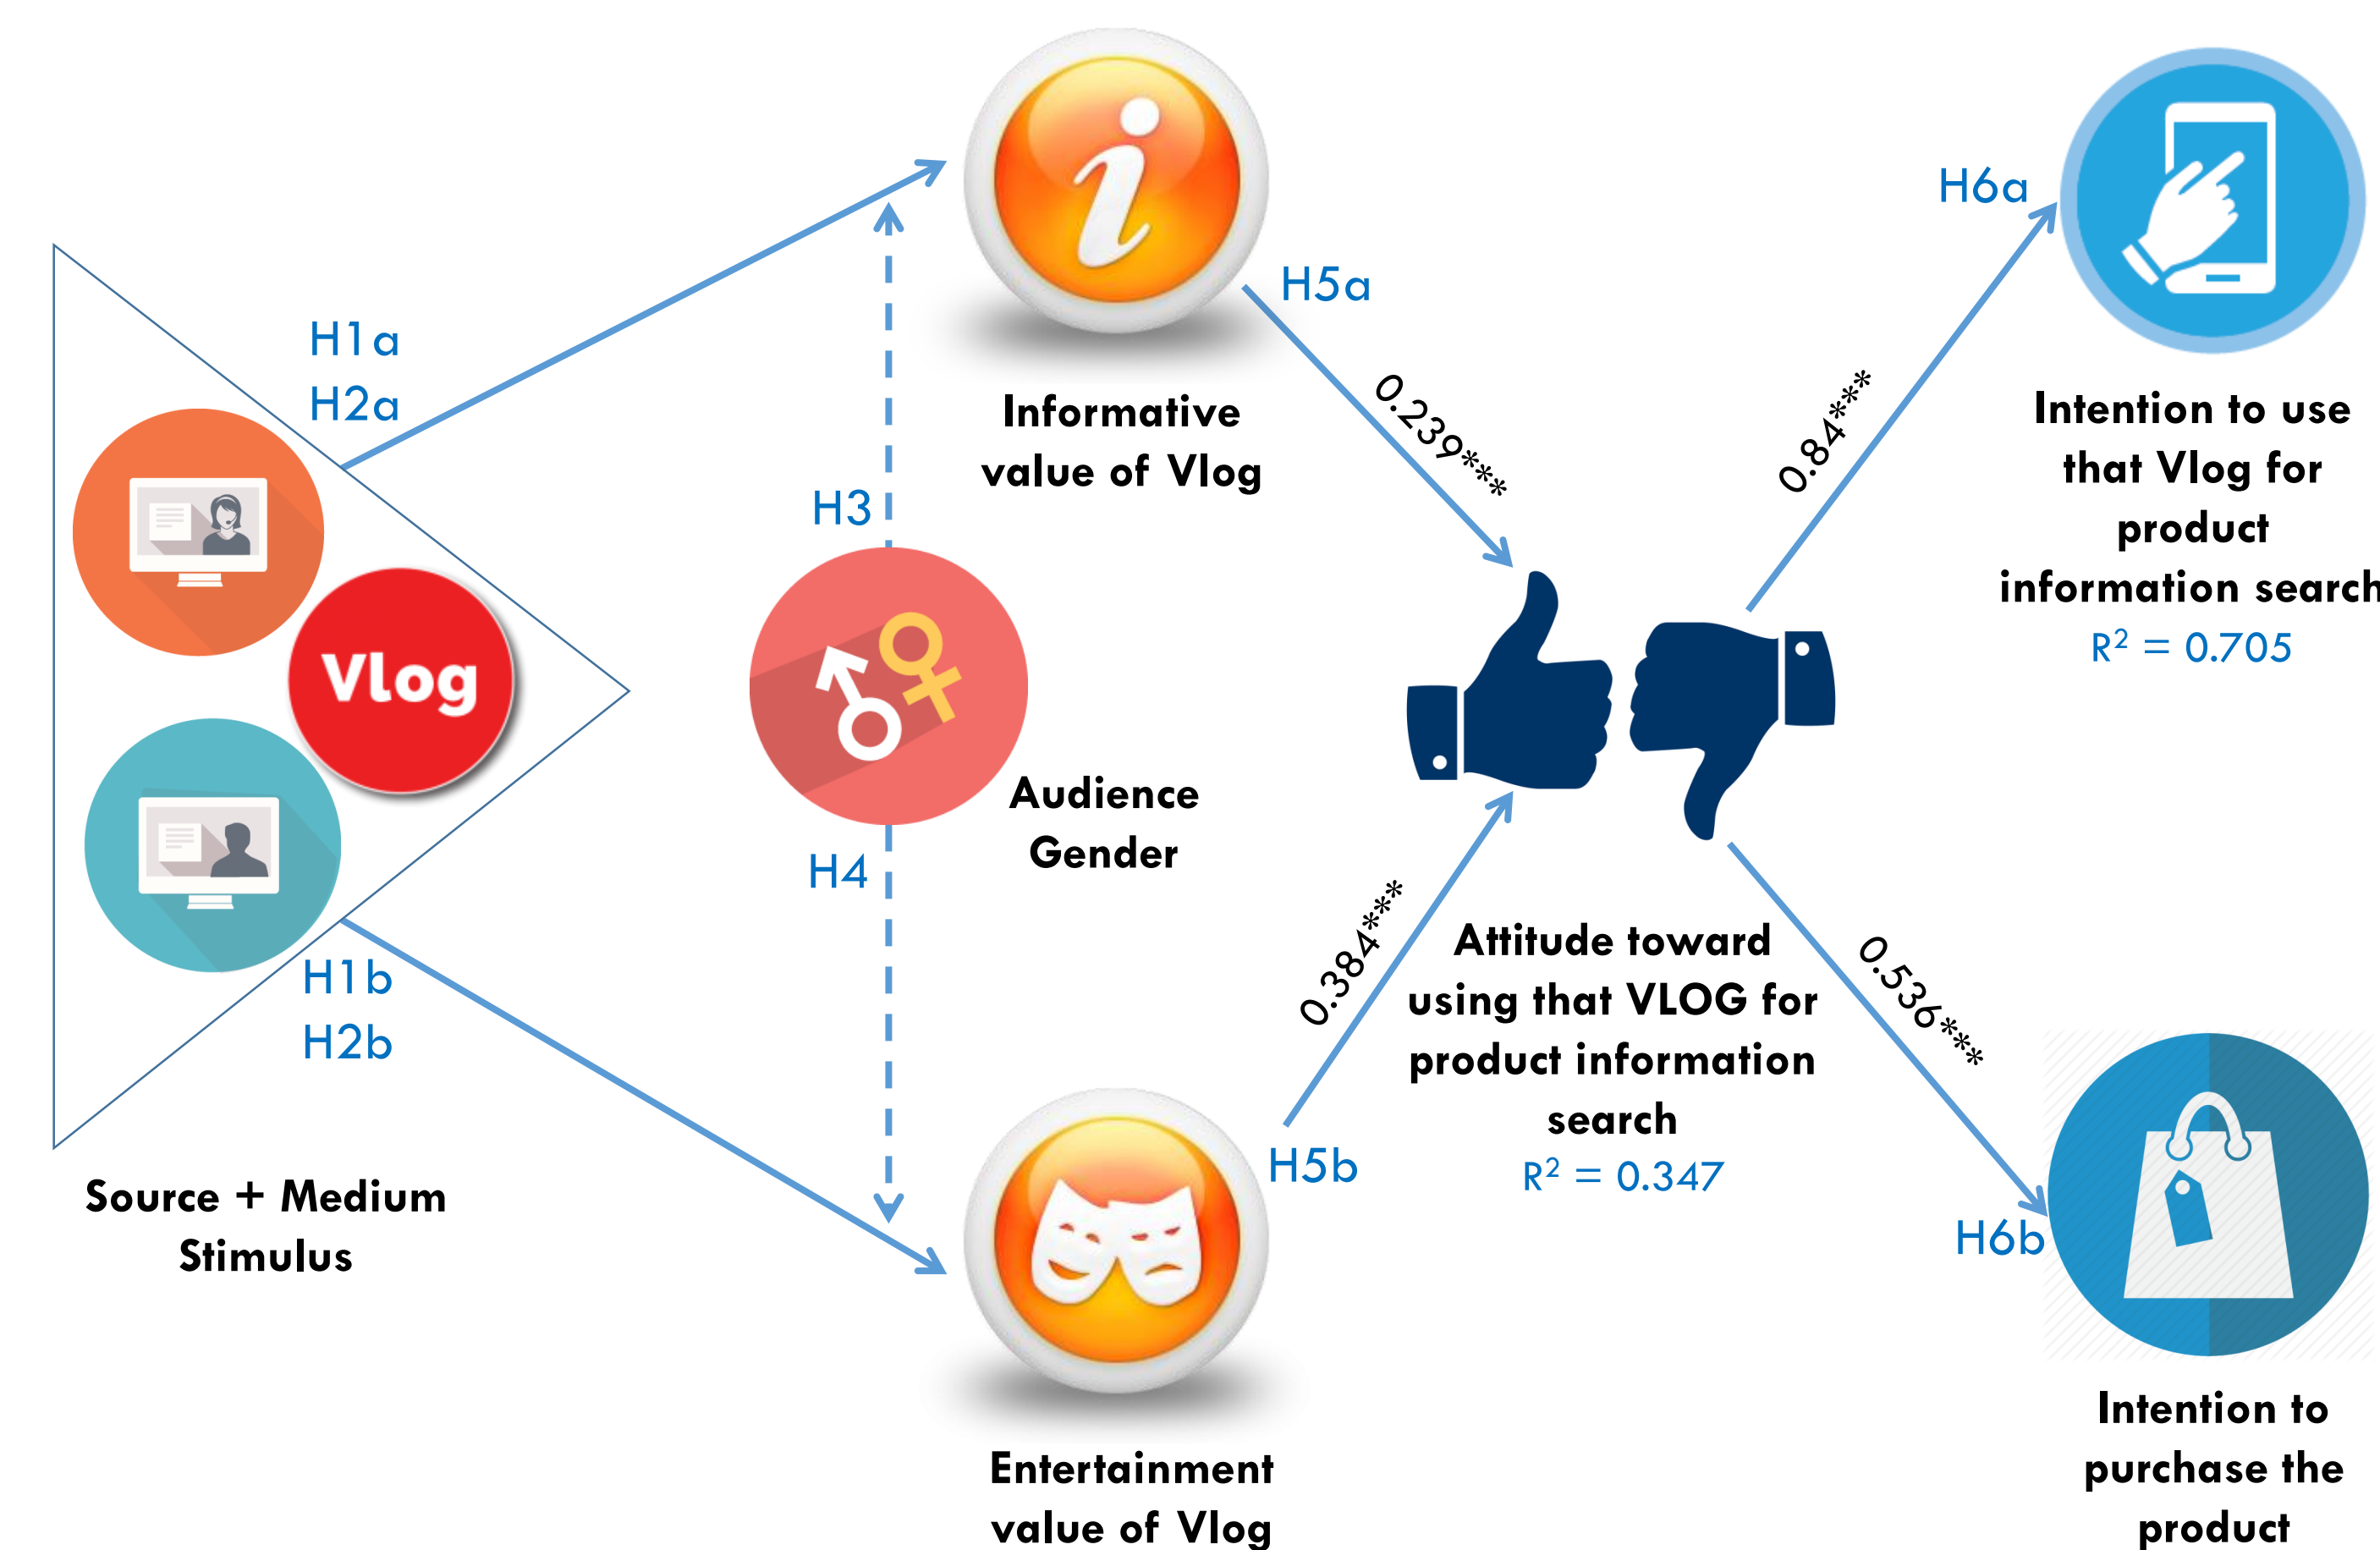 H1a
H2a
Vlog
H1b
H2b
Source + Medium
Stimulus
Informative
value of Vlog
H3
Audience
Gender
H4
Entertainment
value of Vlog
H5a
0.239***
0.384***
H5b
Attitude toward
using that VLOG for
product information
search
R² = 0.347
H6a
0.84***
Intention to use
that Vlog for
product
information search
R² = 0.705
0.536***
H6b
Intention to
purchase the
product